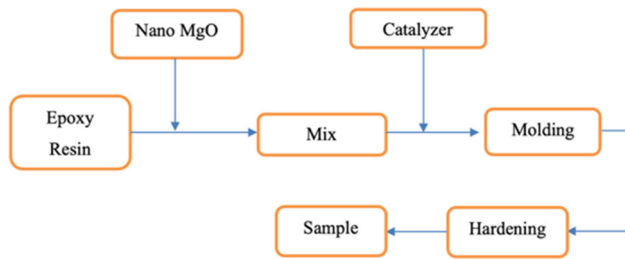 Nano MgO
Catalyzer
Epoxy
Resin
Mix
Molding
Sample
Hardening